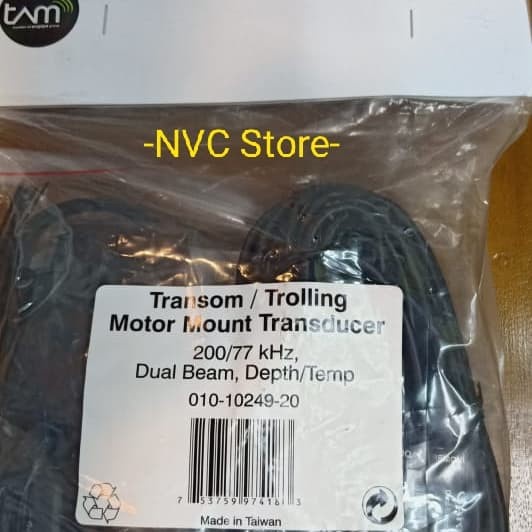 tam
-NVC Store-
Transom / Trolling
Motor Mount Transducer
200/77 kHz,
Dual Beam, Depth/Temp
010-10249-20
7 53759 97416 3
Made in Taiwan